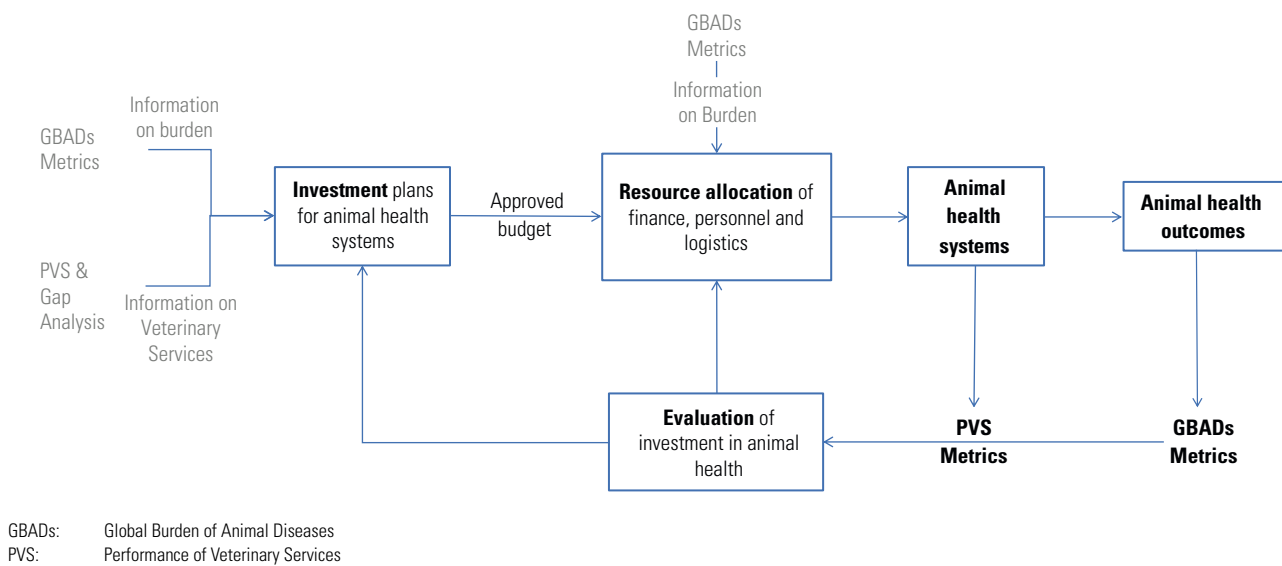 GBADs
Metrics
Information
on Burden
Information
on burden
GBADs
Metrics
Investment plans
for animal health
systems
Approved
budget
Resource allocation of
finance, personnel and
logistics
Animal
health
systems
Animal health
outcomes
PVS &
Gap
Analysis
Information on
Veterinary
Services
Evaluation of
investment in animal
health
PVS
Metrics
GBADs
Metrics
GBADs: Global Burden of Animal Diseases
PVS: Performance of Veterinary Services